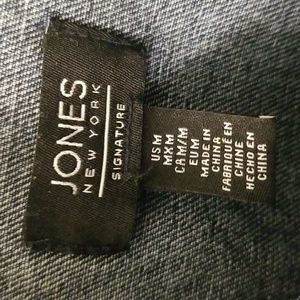 JONES
NEW YORK
SIGNATURE
US M
MX M
CA M/M
EU M
MADE IN
CHINA
FABRIQUÉ EN
CHINE
HECHO EN
CHINA